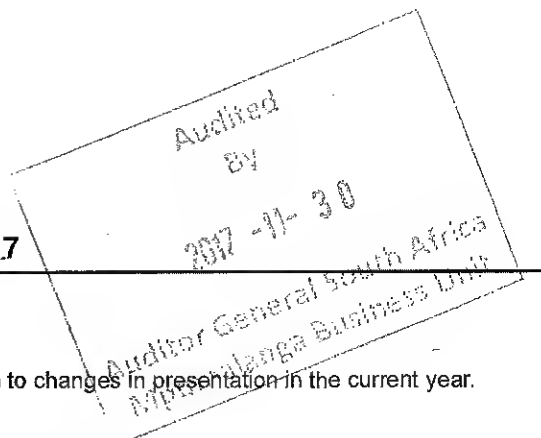 Audited
By
2017 -11- 30
7
Auditor General South Africa
Mpumalanga Business Unit
to changes in presentation in the current year.